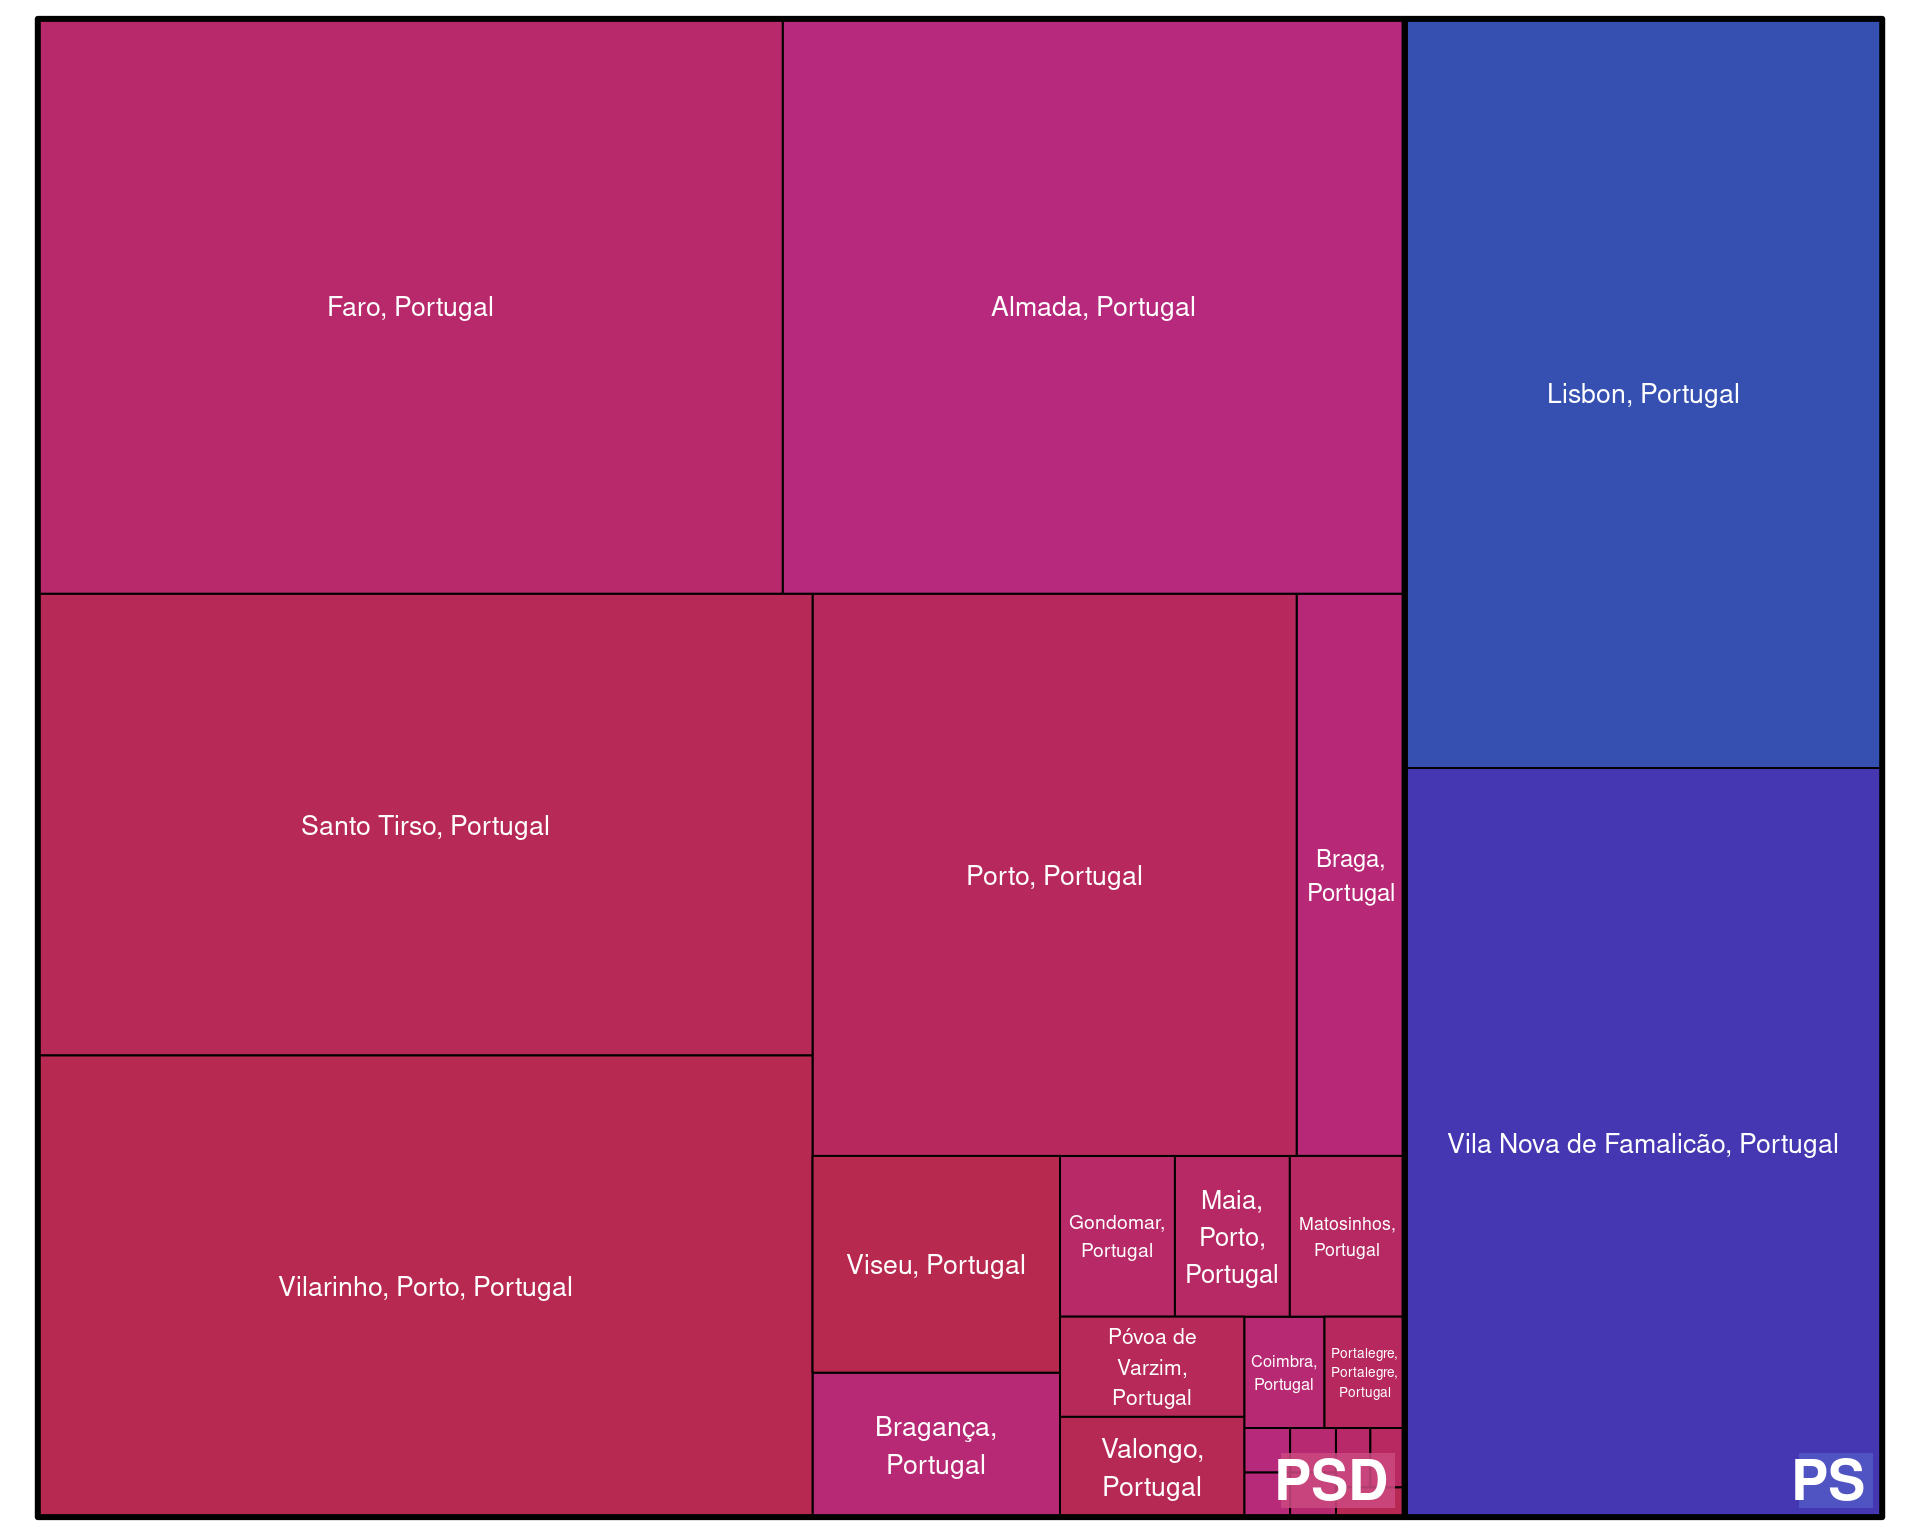 Faro, Portugal
Almada, Portugal
Lisbon, Portugal
Santo Tirso, Portugal
Porto, Portugal
Braga,
Portugal
Vila Nova de Famalicão, Portugal
Vilarinho, Porto, Portugal
Viseu, Portugal
Gondomar,
Portugal
Maia,
Porto,
Portugal
Matosinhos,
Portugal
Póvoa de
Varzim,
Portugal
Coimbra,
Portugal
Portalegre,
Portalegre,
Portugal
Bragança,
Portugal
Valongo,
Portugal
PSD
PS